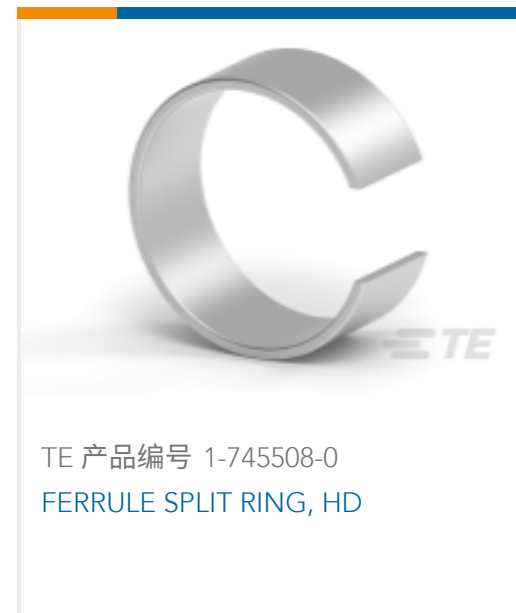 TE
TE 产品编号 1-745508-0
FERRULE SPLIT RING, HD